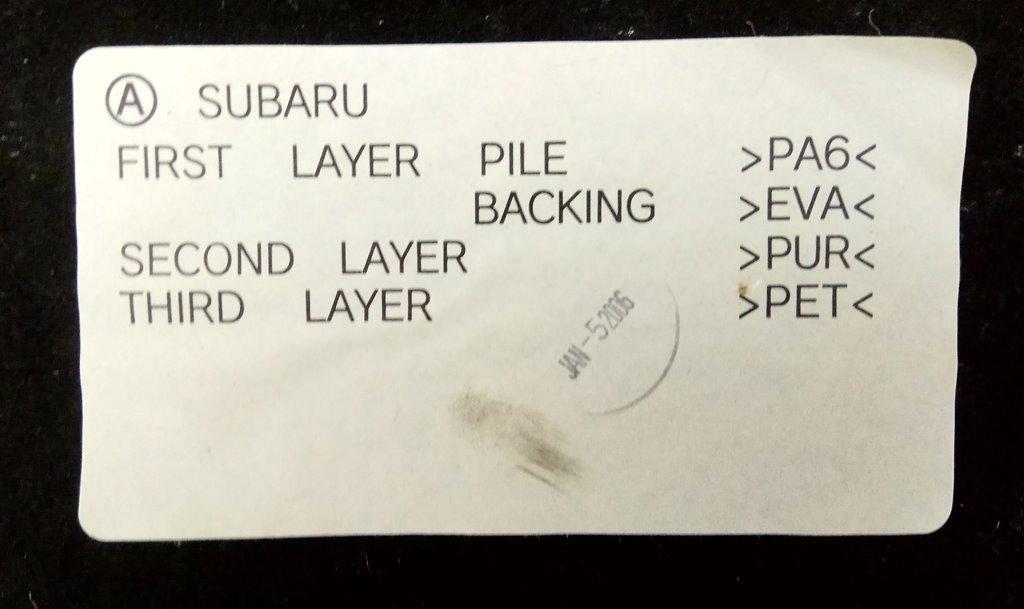 Ⓐ SUBARU
FIRST LAYER PILE >PA6<
BACKING >EVA<
SECOND LAYER >PUR<
THIRD LAYER >PET<
JAN -5 2006